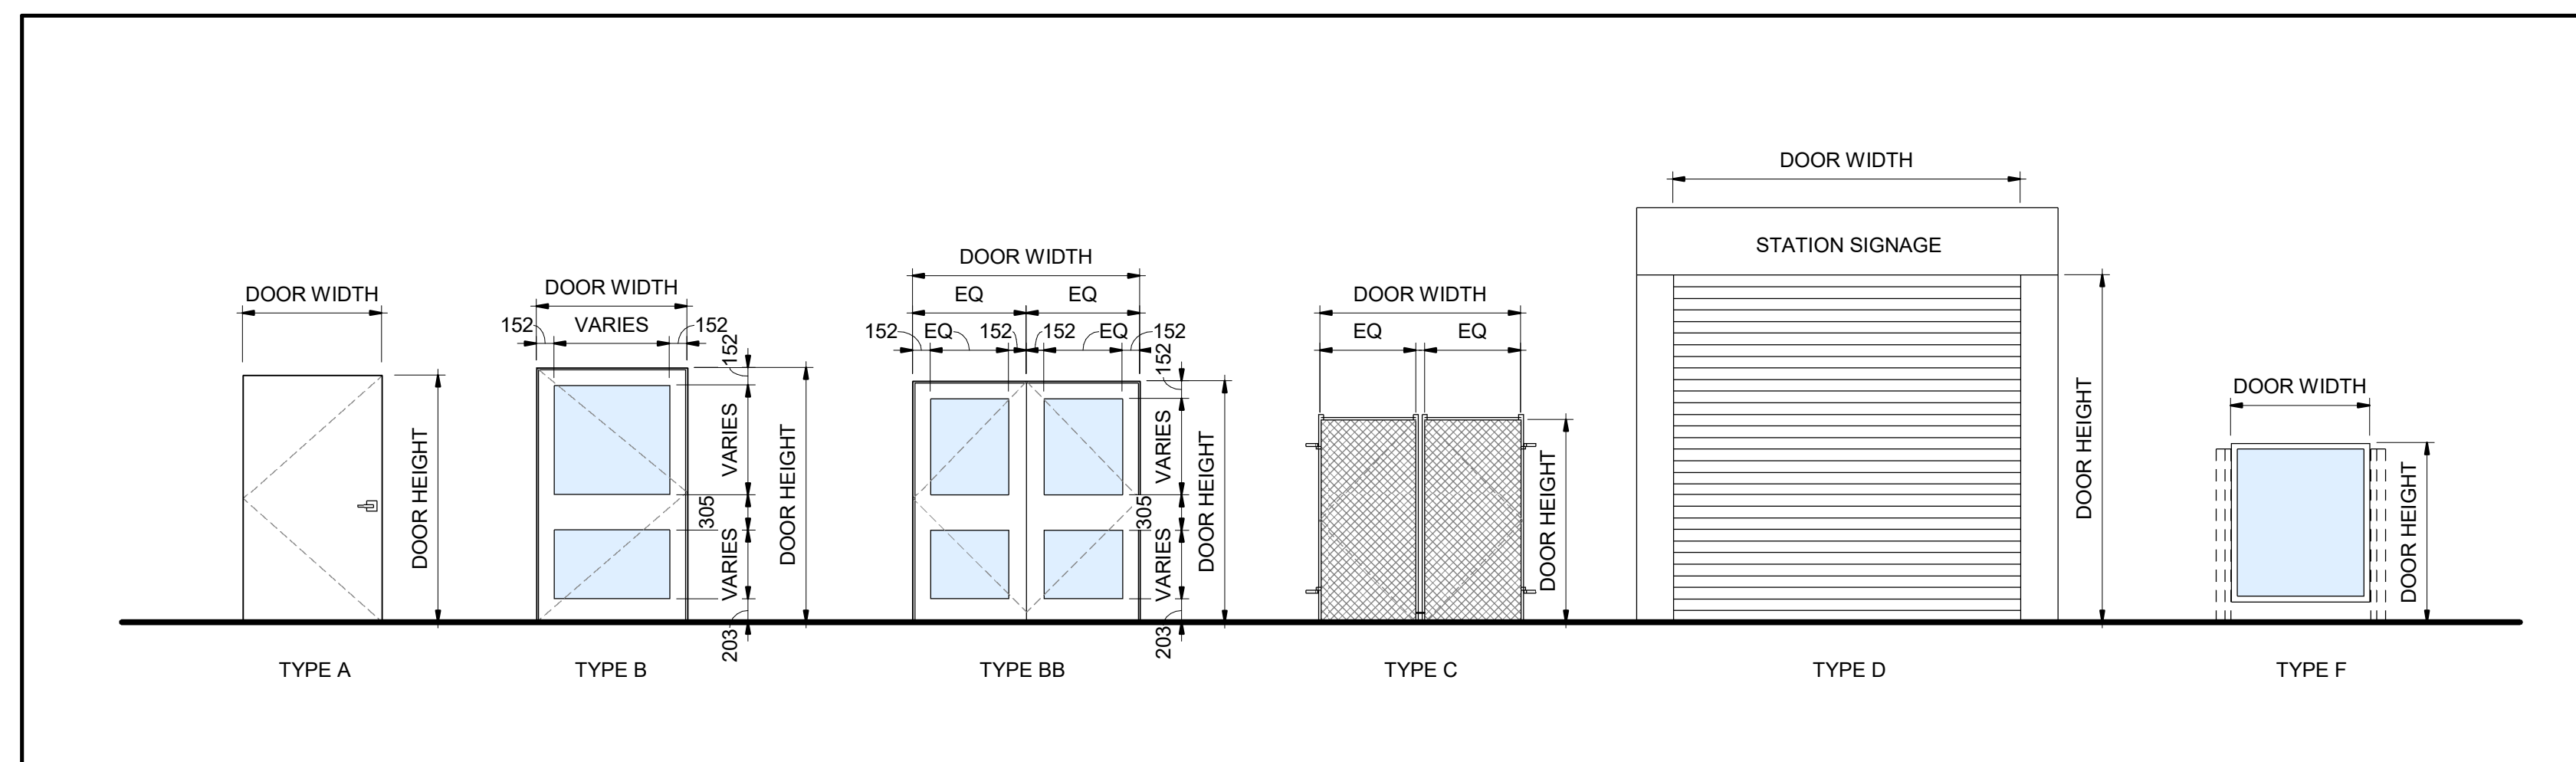 DOOR WIDTH
DOOR HEIGHT
TYPE A
DOOR WIDTH
152
VARIES
152
152
VARIES
305
VARIES
203
DOOR HEIGHT
TYPE B
DOOR WIDTH
EQ
EQ
152
EQ
152
152
EQ
152
152
VARIES
305
VARIES
203
DOOR HEIGHT
TYPE BB
DOOR WIDTH
EQ
EQ
DOOR HEIGHT
TYPE C
DOOR WIDTH
STATION SIGNAGE
DOOR HEIGHT
TYPE D
DOOR WIDTH
DOOR HEIGHT
TYPE F